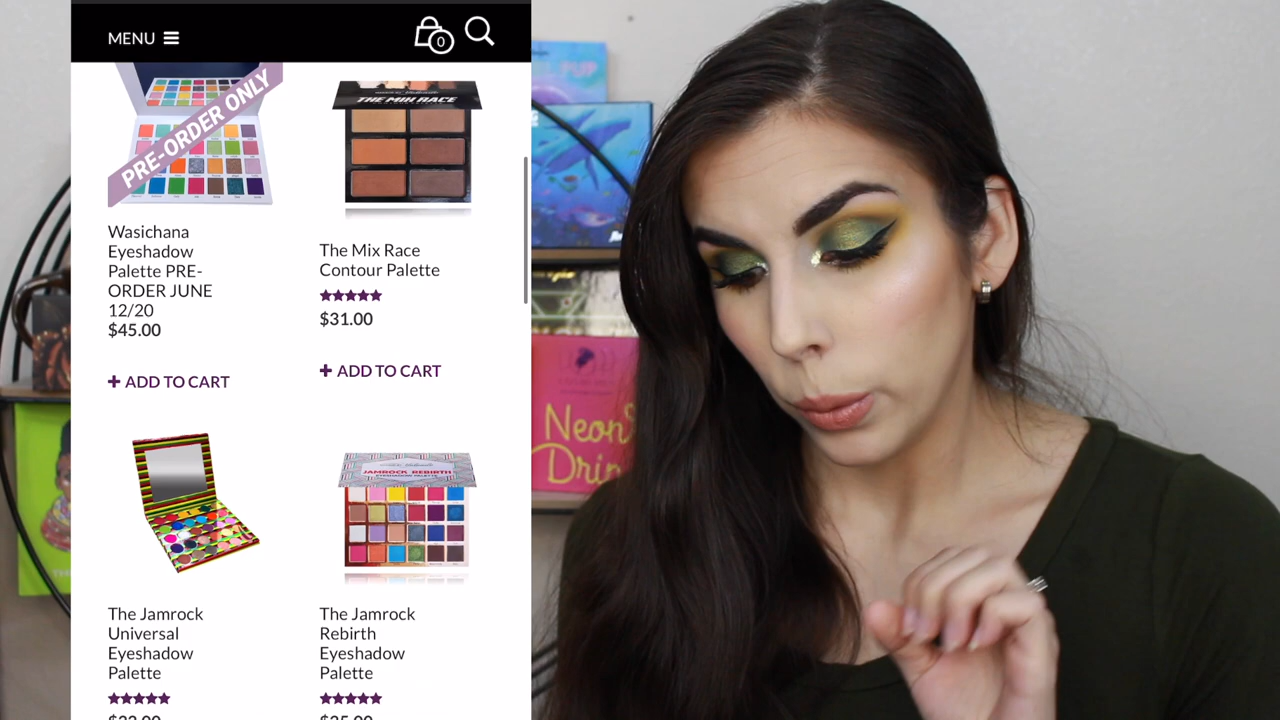 MENU
0
PRE-ORDER ONLY
THE MIX RACE
Wasichana
Eyeshadow
Palette PRE-
ORDER JUNE
12/20
$45.00
+ ADD TO CART
The Mix Race
Contour Palette
$31.00
+ ADD TO CART
JAMROCK REBIRTH
The Jamrock
Universal
Eyeshadow
Palette
The Jamrock
Rebirth
Eyeshadow
Palette
Neon
Drip